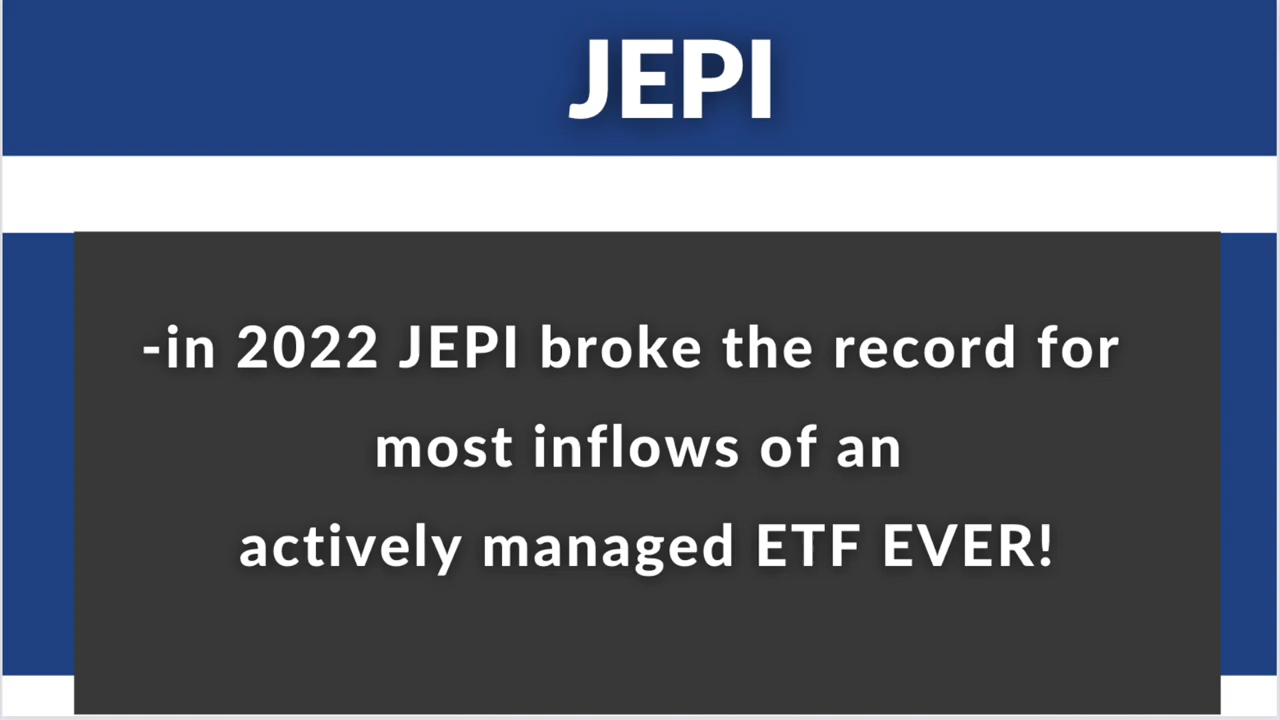 JEPI
-in 2022 JEPI broke the record for
most inflows of an
actively managed ETF EVER!